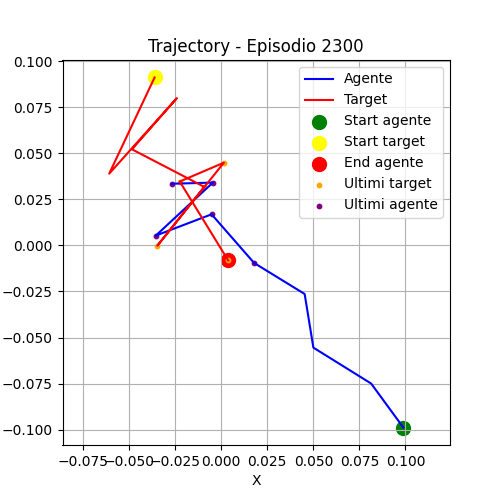 Trajectory - Episodio 2300
0.100
0.075
0.050
0.025
0.000
−0.025
−0.050
−0.075
−0.100
Agente
Target
Start agente
Start target
End agente
Ultimi target
Ultimi agente
−0.075 −0.050 −0.025 0.000 0.025 0.050 0.075 0.100
X